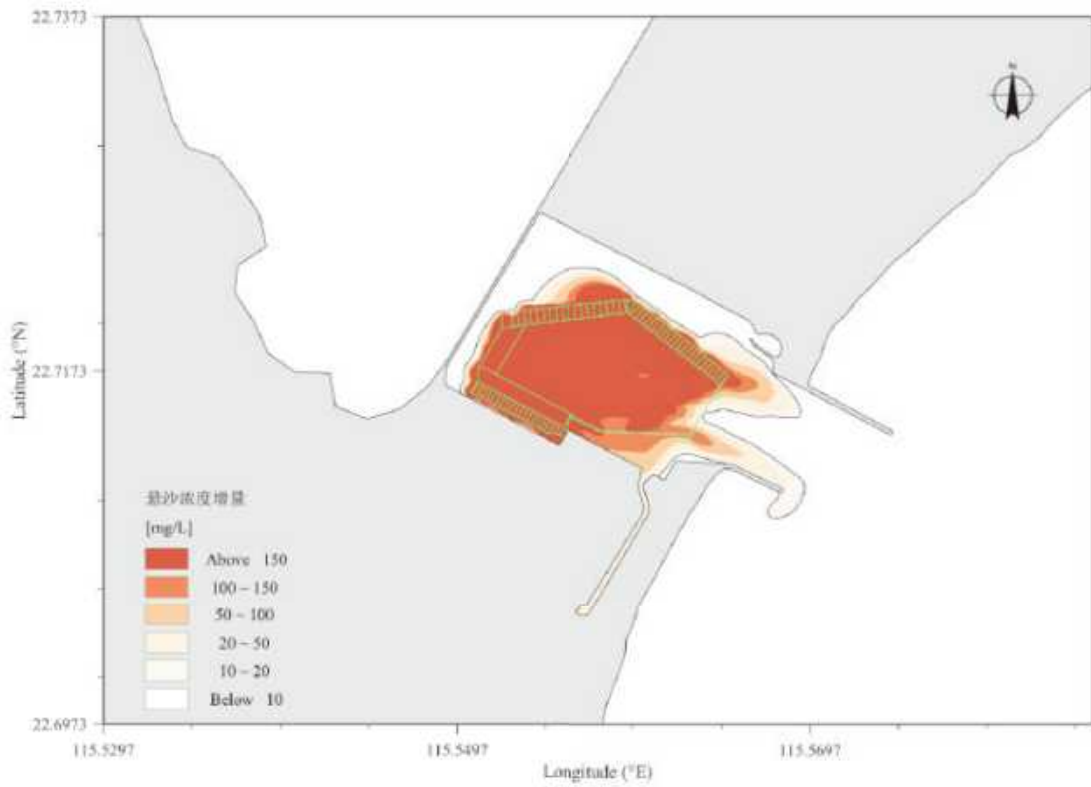 22.7373
N
22.7173
Latitude (°N)
悬沙浓度增量
[mg/L]
Above 150
100 ~ 150
50 ~ 100
20 ~ 50
10 ~ 20
Below 10
22.6973
115.5297
115.5497
115.5697
Longitude (°E)